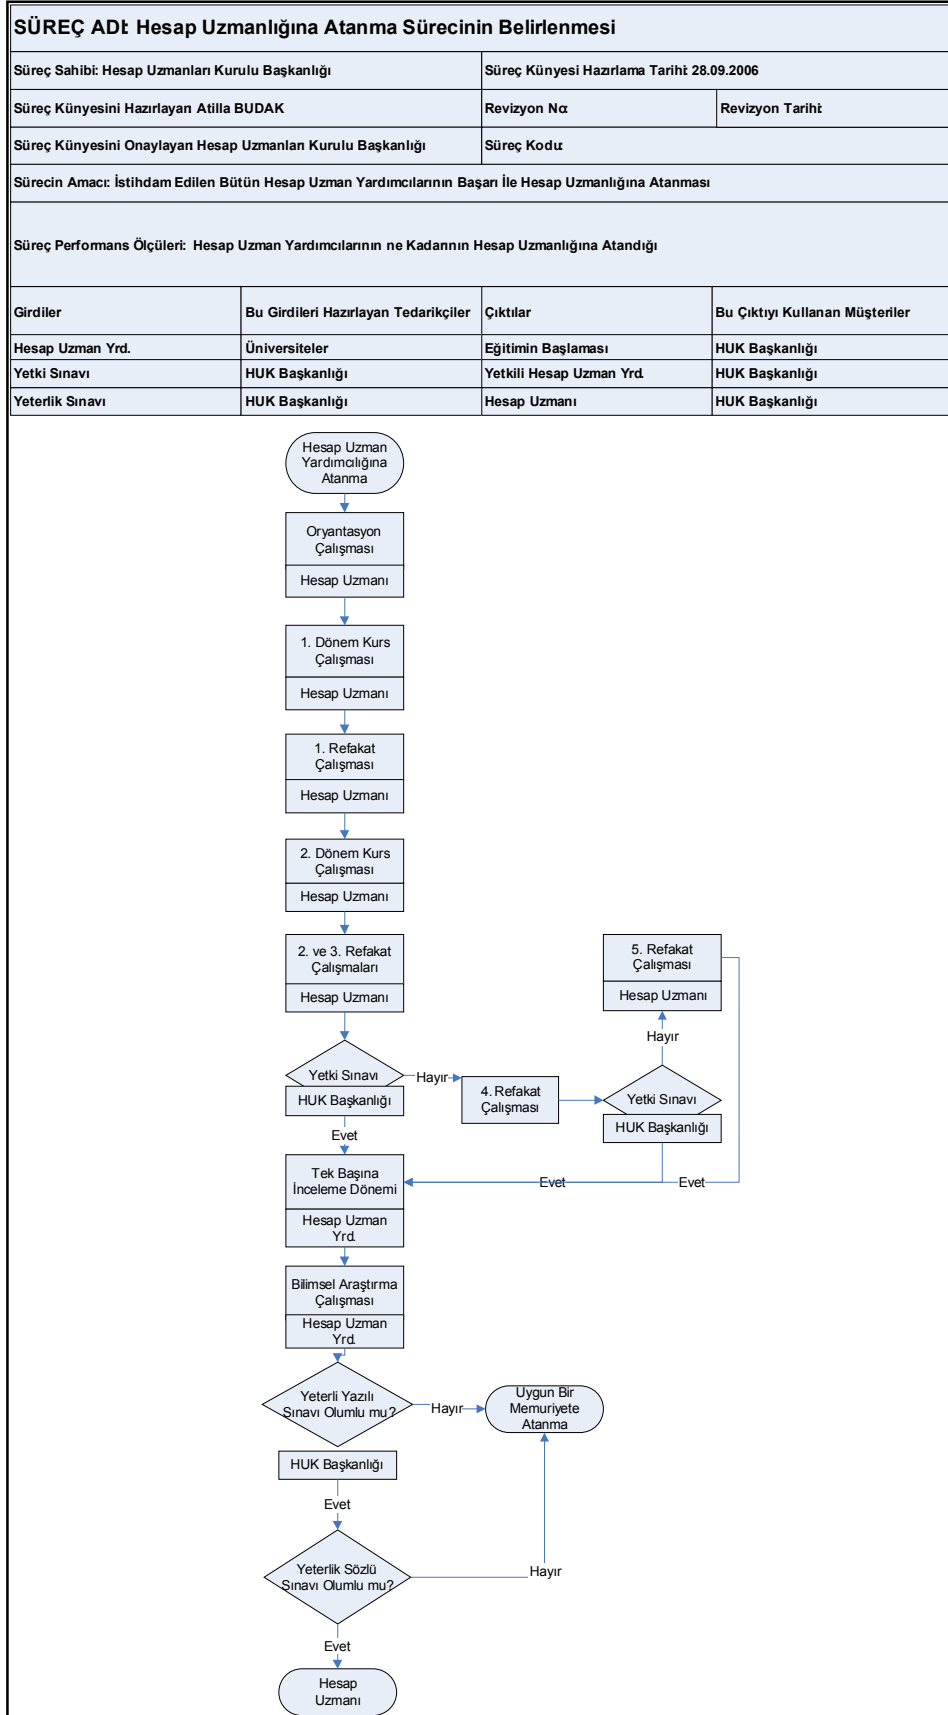 SÜREÇ ADI: Hesap Uzmanlığına Atanma Sürecinin Belirlenmesi
Süreç Sahibi: Hesap Uzmanları Kurulu Başkanlığı
Süreç Künyesi Hazırlama Tarihi: 28.09.2006
Süreç Künyesini Hazırlayan: Atilla BUDAK
Revizyon No:
Revizyon Tarihi:
Süreç Künyesini Onaylayan: Hesap Uzmanları Kurulu Başkanlığı
Süreç Kodu:
Sürecin Amacı: İstihdam Edilen Bütün Hesap Uzman Yardımcılarının Başarı İle Hesap Uzmanlığına Atanması
Süreç Performans Ölçüleri: Hesap Uzman Yardımcılarının ne Kadarının Hesap Uzmanlığına Atandığı
Girdiler
Bu Girdileri Hazırlayan Tedarikçiler
Çıktılar
Bu Çıktıyı Kullanan Müşteriler
Hesap Uzman Yrd.
Üniversiteler
Eğitimin Başlaması
HUK Başkanlığı
Yetki Sınavı
HUK Başkanlığı
Yetkili Hesap Uzman Yrd.
HUK Başkanlığı
Yeterlik Sınavı
HUK Başkanlığı
Hesap Uzmanı
HUK Başkanlığı
Hesap Uzman
Yardımcılığına
Atanma
Oryantasyon
Çalışması
Hesap Uzmanı
1. Dönem Kurs
Çalışması
Hesap Uzmanı
1. Refakat
Çalışması
Hesap Uzmanı
2. Dönem Kurs
Çalışması
Hesap Uzmanı
2. ve 3. Refakat
Çalışmaları
Hesap Uzmanı
5. Refakat
Çalışması
Hesap Uzmanı
Hayır
Yetki Sınavı
HUK Başkanlığı
Hayır
4. Refakat
Çalışması
Yetki Sınavı
HUK Başkanlığı
Evet
Tek Başına
İnceleme Dönemi
Hesap Uzman
Yrd.
Evet
Evet
Bilimsel Araştırma
Çalışması
Hesap Uzman
Yrd.
Yeterli Yazılı
Sınavı Olumlu mu?
Hayır
Uygun Bir
Memuriyete
Atanma
HUK Başkanlığı
Evet
Yeterlik Sözlü
Sınavı Olumlu mu?
Hayır
Evet
Hesap
Uzmanı